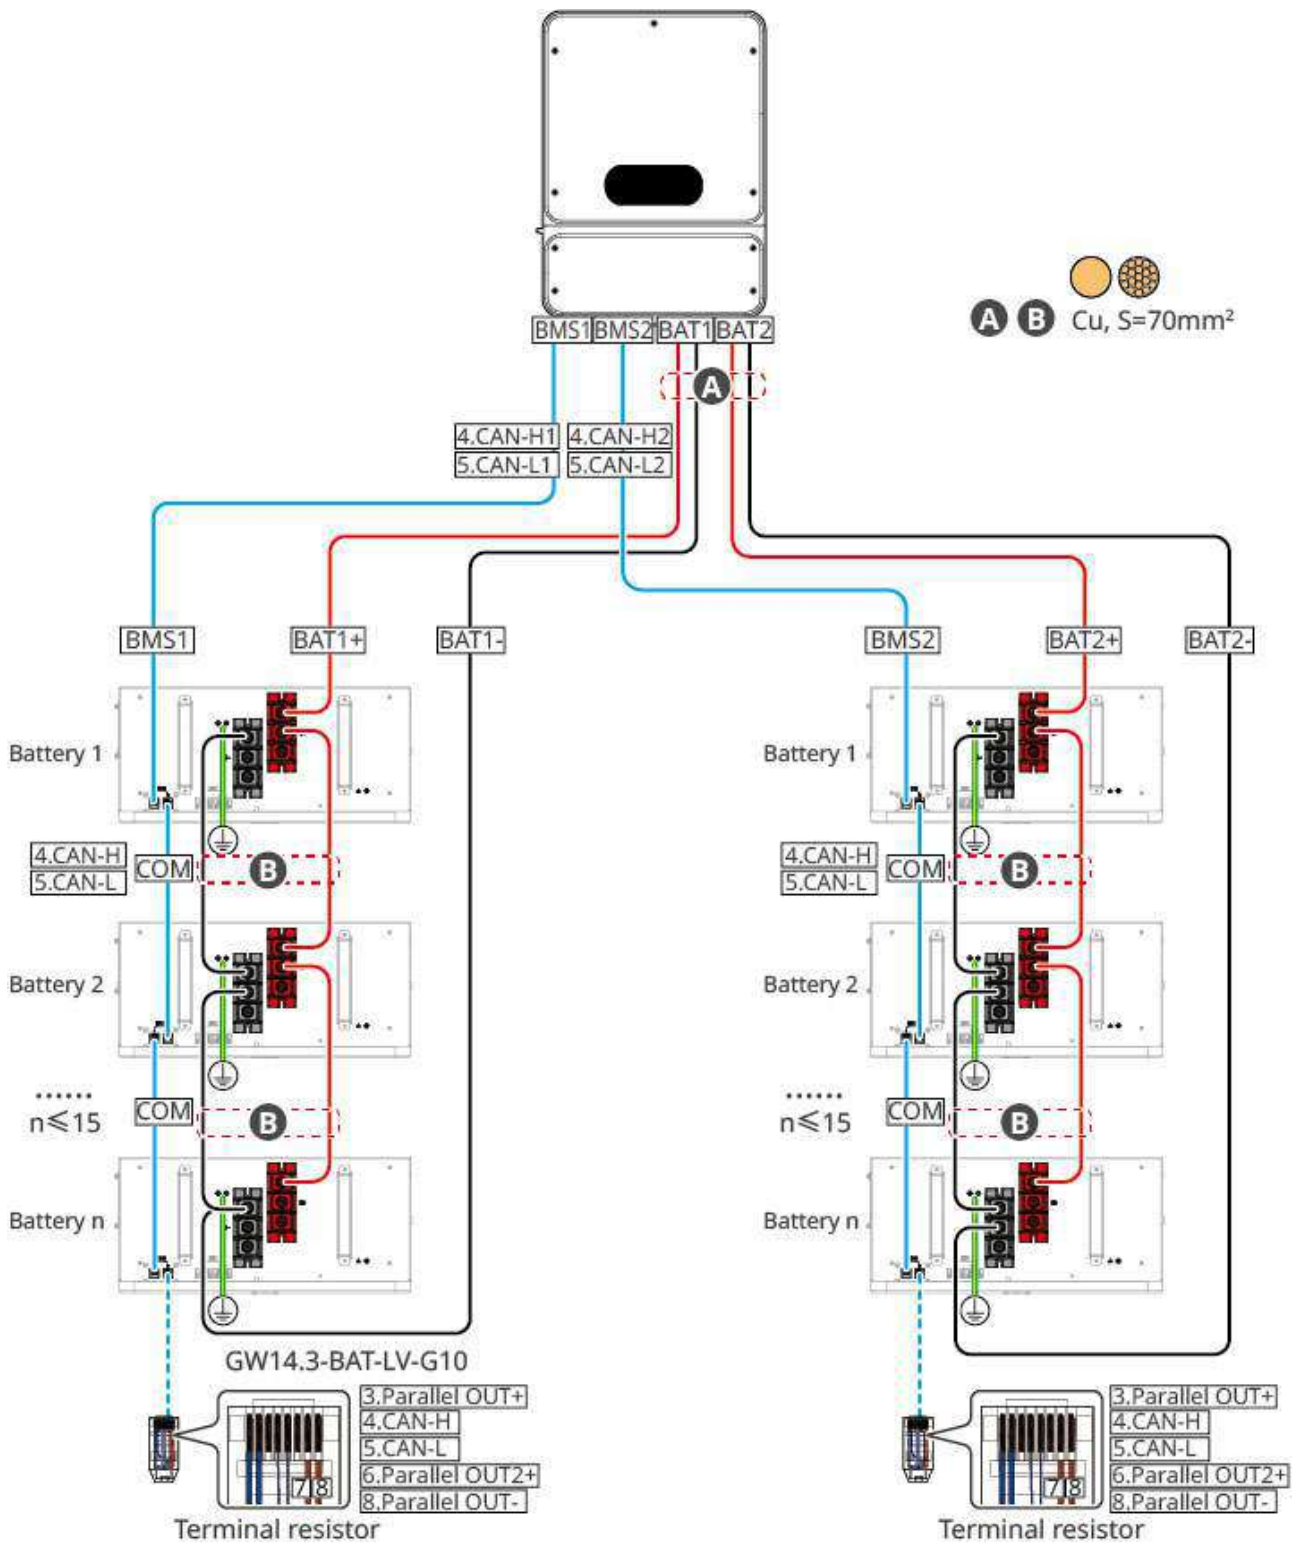 BMS1 BMS2 BAT1 BAT2
A B Cu, S=70mm²
A
4.CAN-H1 4.CAN-H2
5.CAN-L1 5.CAN-L2
BMS1 BAT1+ BAT1- BMS2 BAT2+ BAT2-
Battery 1 Battery 1
4.CAN-H COM B 4.CAN-H COM B
5.CAN-L 5.CAN-L
Battery 2 Battery 2
...... ......
n≤15 COM B n≤15 COM B
Battery n Battery n
GW14.3-BAT-LV-G10
3.Parallel OUT+ 3.Parallel OUT+
4.CAN-H 4.CAN-H
5.CAN-L 5.CAN-L
7 8 6.Parallel OUT2+ 7 8 6.Parallel OUT2+
8.Parallel OUT- 8.Parallel OUT-
Terminal resistor Terminal resistor